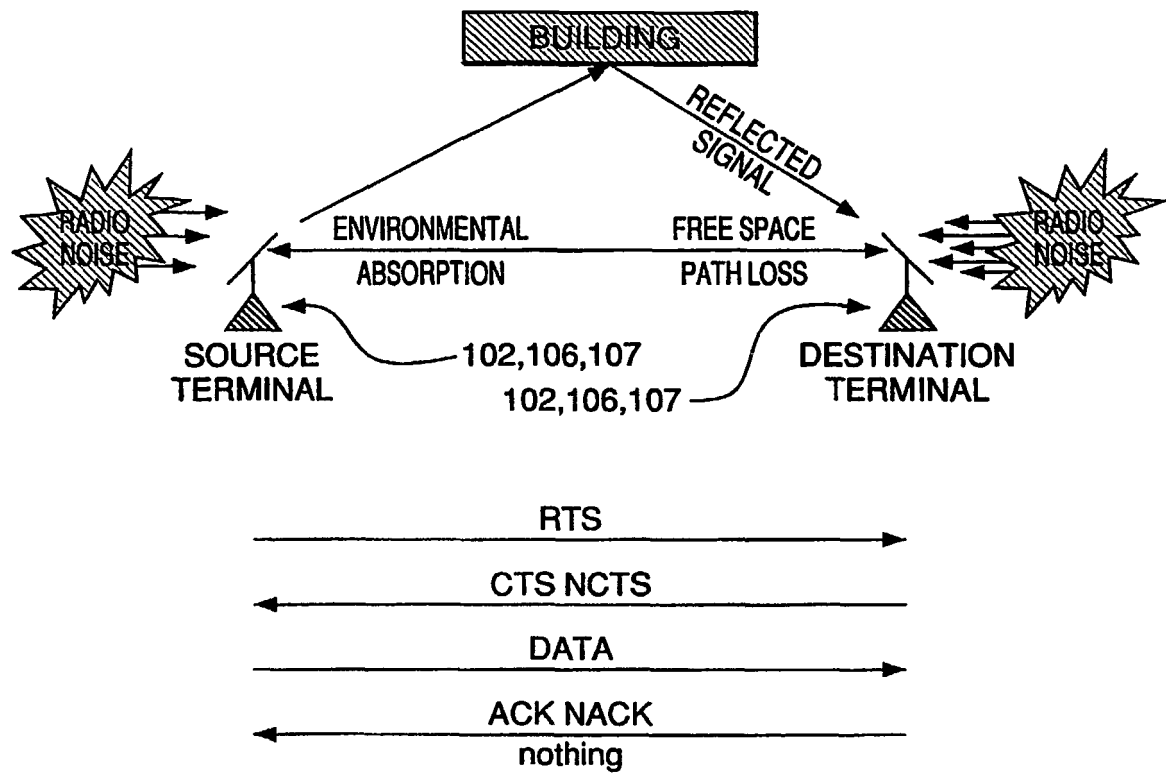 BUILDING
REFLECTED
SIGNAL
RADIO
NOISE
ENVIRONMENTAL
ABSORPTION
FREE SPACE
PATH LOSS
RADIO
NOISE
SOURCE
TERMINAL
102,106,107
102,106,107
DESTINATION
TERMINAL
RTS
CTS NCTS
DATA
ACK NACK
nothing